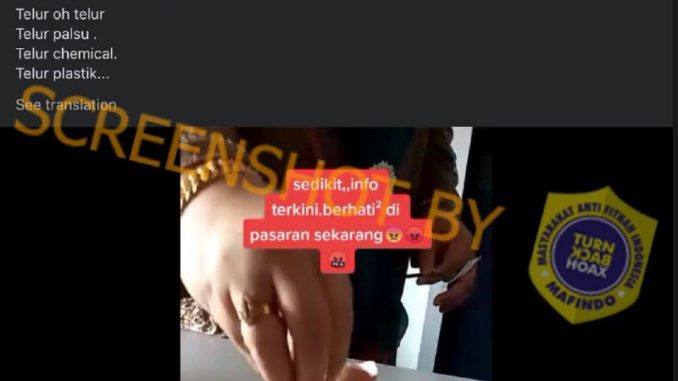 Telur oh telur
Telur palsu .
Telur chemical.
Telur plastik...
See translation
SCREENSHOT BY
sedikit,,info
terkini.berhati² di
pasaran sekarang😡😡
🤬
MASYARAKAT ANTI FITNAH INDONESIA
TURN
BACK
HOAX
MAFINDO